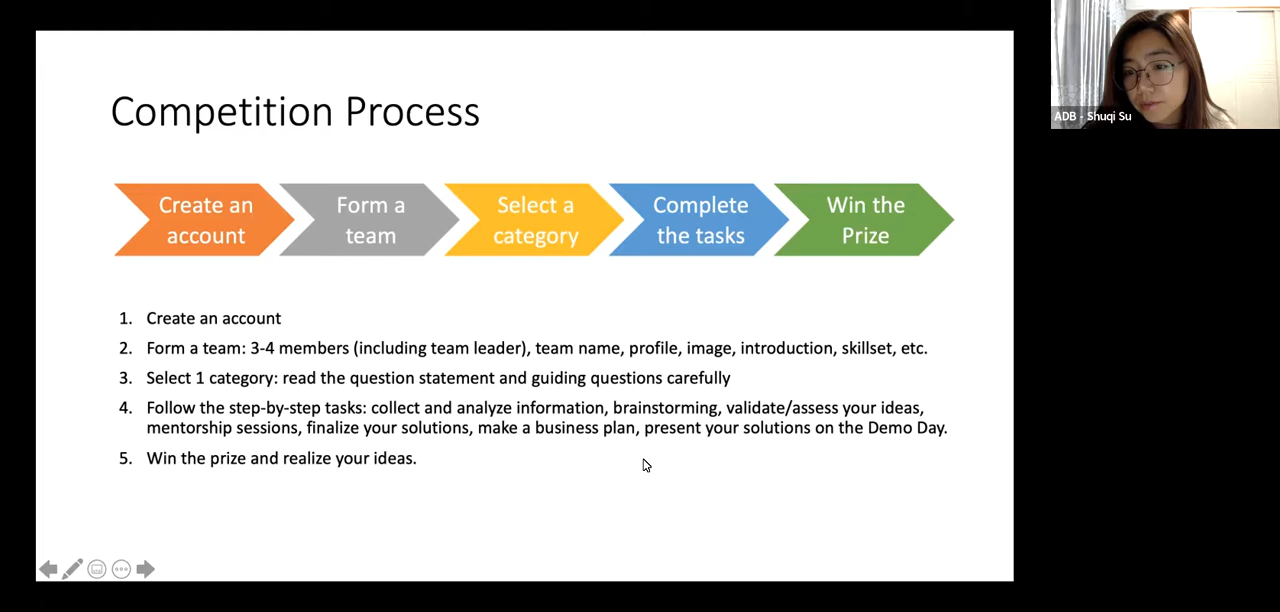 Competition Process
Create an
account
Form a
team
Select a
category
Complete
the tasks
Win the
Prize
1. Create an account
2. Form a team: 3-4 members (including team leader), team name, profile, image, introduction, skillset, etc.
3. Select 1 category: read the question statement and guiding questions carefully
4. Follow the step-by-step tasks: collect and analyze information, brainstorming, validate/assess your ideas,
mentorship sessions, finalize your solutions, make a business plan, present your solutions on the Demo Day.
5. Win the prize and realize your ideas.
ADB - Shuqi Su